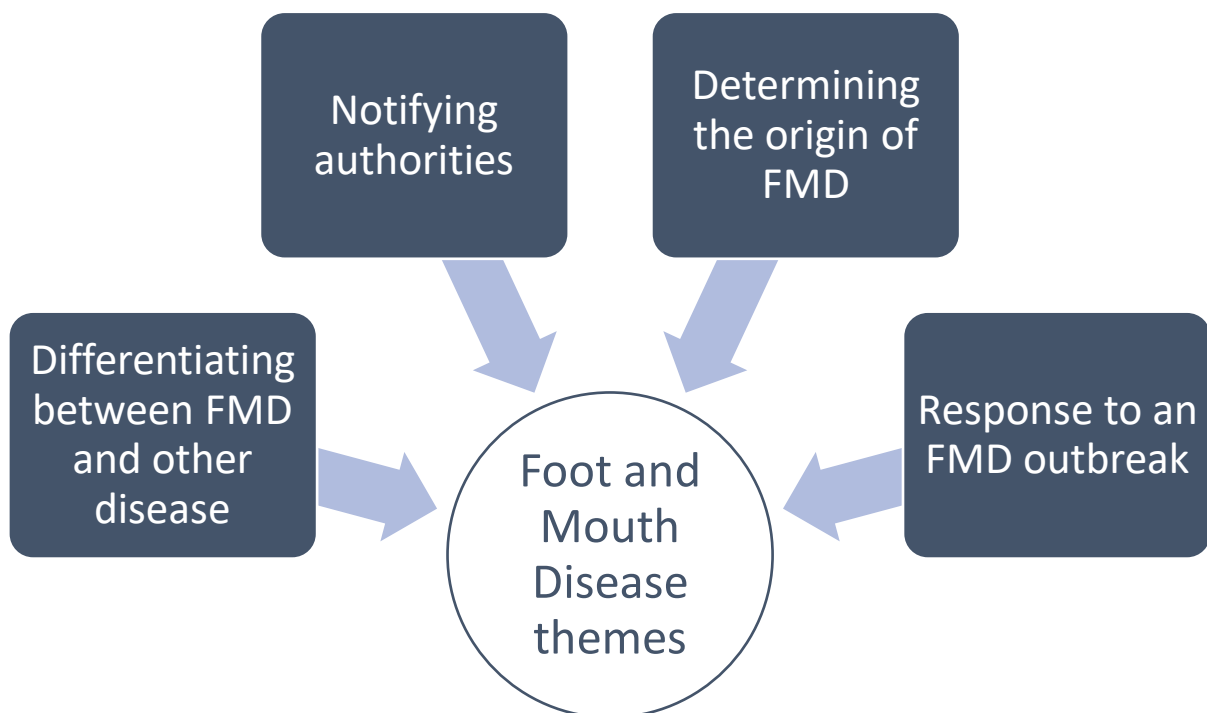 Notifying
authorities
Determining
the origin of
FMD
Differentiating
between FMD
and other
disease
Response to an
FMD outbreak
Foot and
Mouth
Disease
themes